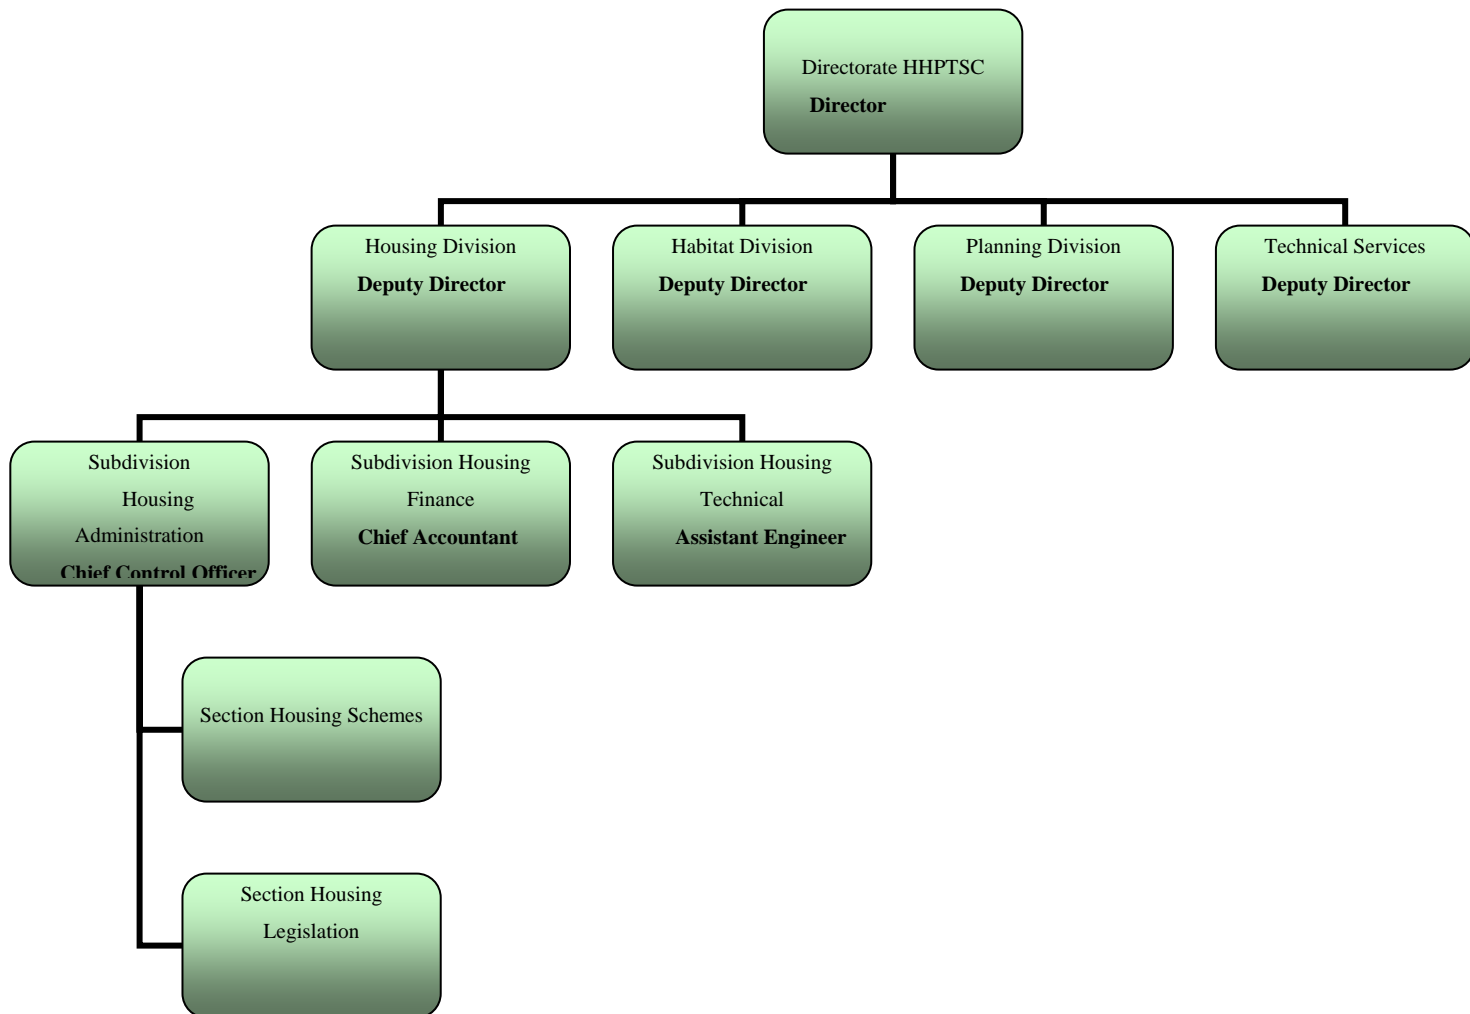 Directorate HHPTSC
Director
Housing Division
Deputy Director
Habitat Division
Deputy Director
Planning Division
Deputy Director
Technical Services
Deputy Director
Subdivision
Housing
Administration
Chief Control Officer
Subdivision Housing
Finance
Chief Accountant
Subdivision Housing
Technical
Assistant Engineer
Section Housing Schemes
Section Housing
Legislation